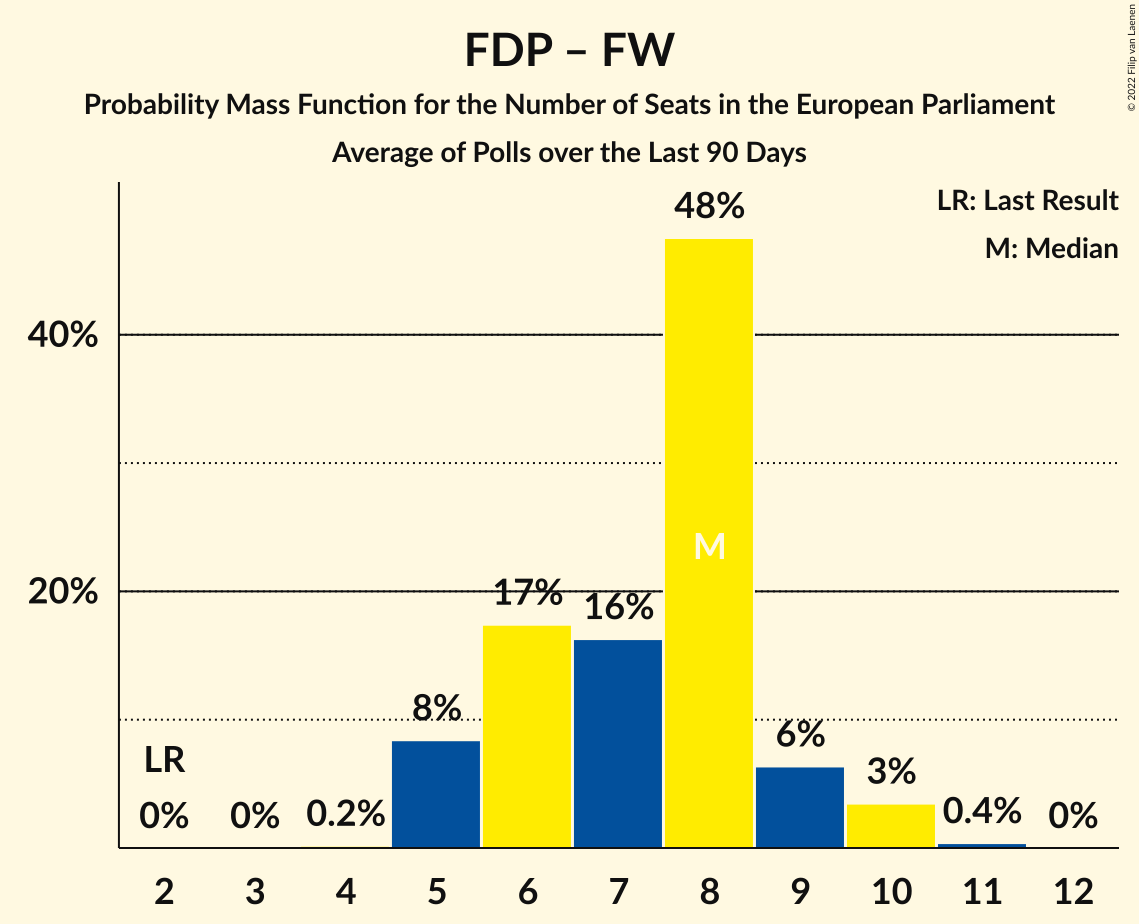 FDP – FW
Probability Mass Function for the Number of Seats in the European Parliament
Average of Polls over the Last 90 Days
© 2022 Filip van Laenen
LR: Last Result
M: Median
48%
40%
M
20%
17%
16%
8%
6%
LR
3%
0%
0%
0.2%
0.4%
0%
2 3 4 5 6 7 8 9 10 11 12